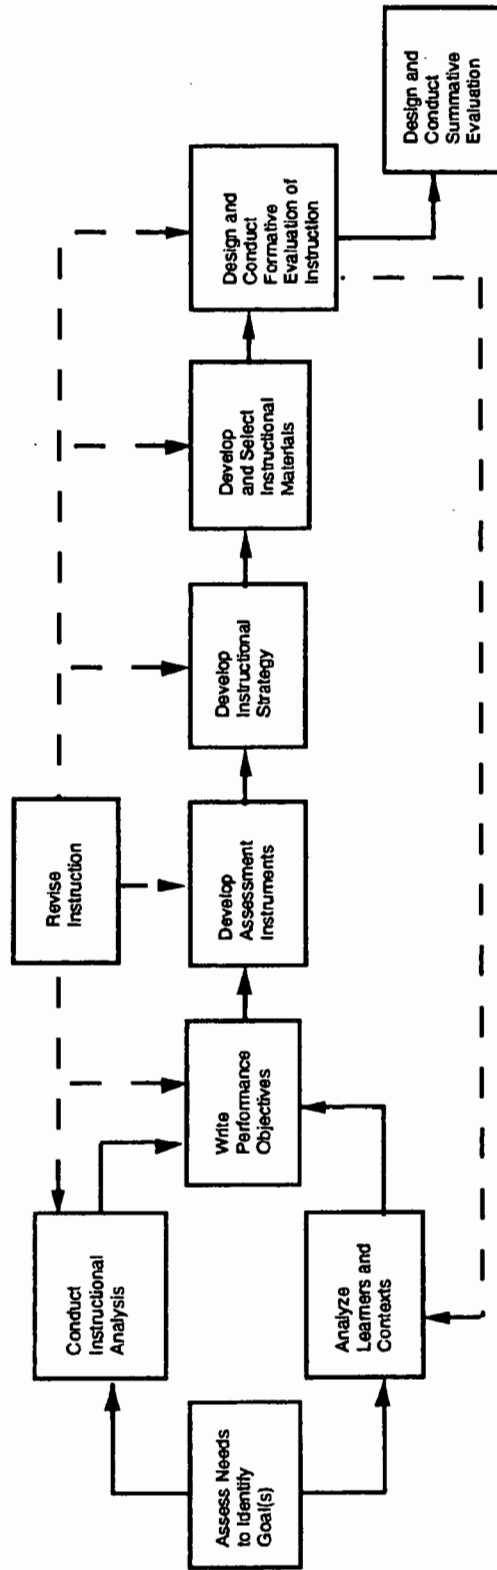 Assess Needs
to Identify
Goal(s)
Conduct
Instructional
Analysis
Analyze
Learners and
Contexts
Write
Performance
Objectives
Revise
Instruction
Develop
Assessment
Instruments
Develop
Instructional
Strategy
Develop
and Select
Instructional
Materials
Design and
Conduct
Formative
Evaluation of
Instruction
Design and
Conduct
Summative
Evaluation